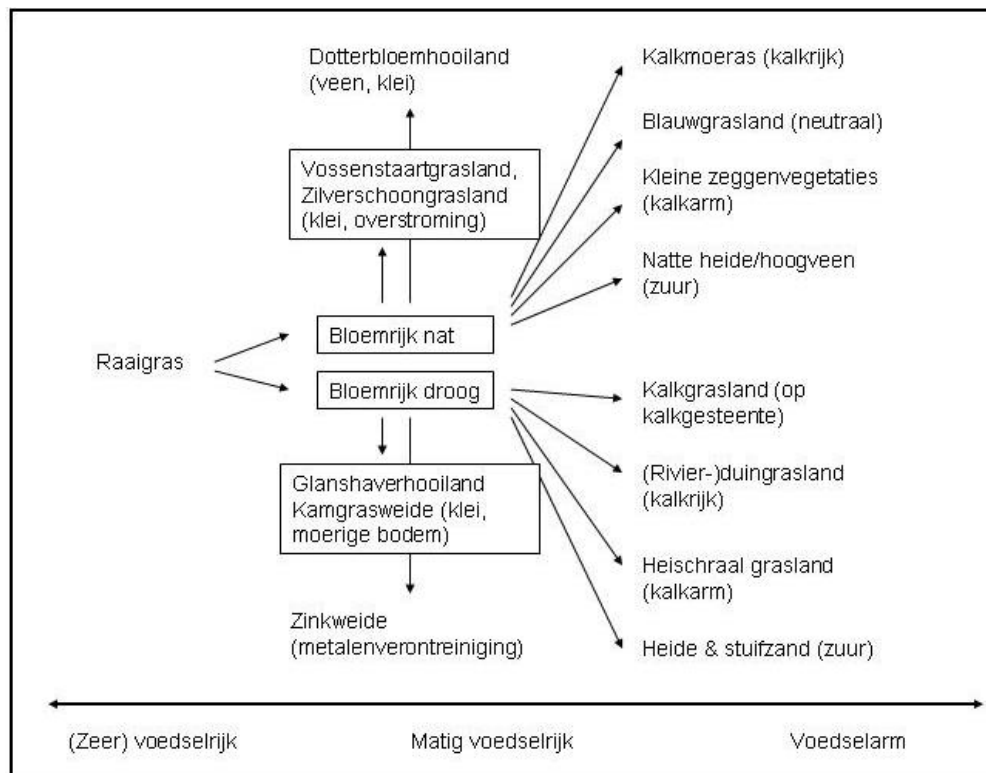 Dotterbloemhooiland
(veen, klei)
Vossenstaartgrasland,
Zilverschoongrasland
(klei, overstroming)
Bloemrijk nat
Raaigras
Bloemrijk droog
Glanshaverhooiland
Kamgrasweide (klei,
moerige bodem)
Zinkweide
(metalenverontreiniging)
Kalkmoeras (kalkrijk)
Blauwgrasland (neutraal)
Kleine zeggenvegetaties
(kalkarm)
Natte heide/hoogveen
(zuur)
Kalkgrasland (op
kalkgesteente)
(Rivier-)duingrasland
(kalkrijk)
Heischraal grasland
(kalkarm)
Heide & stuifzand (zuur)
(Zeer) voedselrijk
Matig voedselrijk
Voedselarm